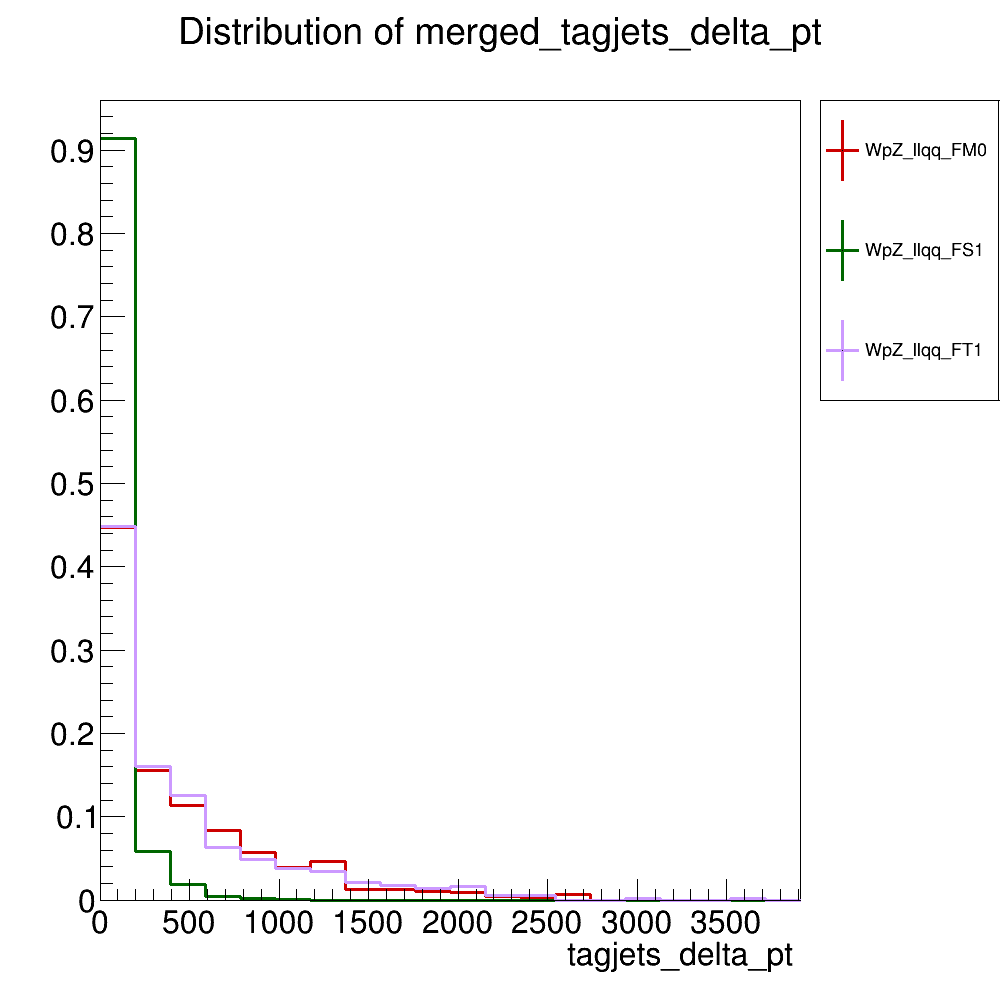 Distribution of merged_tagjets_delta_pt
WpZ_llqq_FM0
WpZ_llqq_FS1
WpZ_llqq_FT1
0.9
0.8
0.7
0.6
0.5
0.4
0.3
0.2
0.1
0
0 500 1000 1500 2000 2500 3000 3500
tagjets_delta_pt